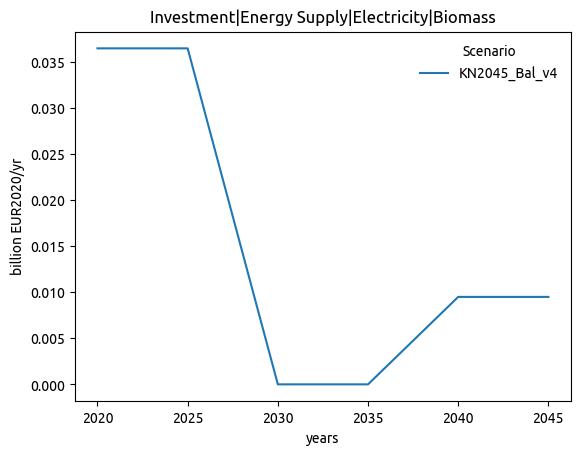 Investment|Energy Supply|Electricity|Biomass
Scenario
KN2045_Bal_v4
billion EUR2020/yr
0.035
0.030
0.025
0.020
0.015
0.010
0.005
0.000
2020 2025 2030 2035 2040 2045
years